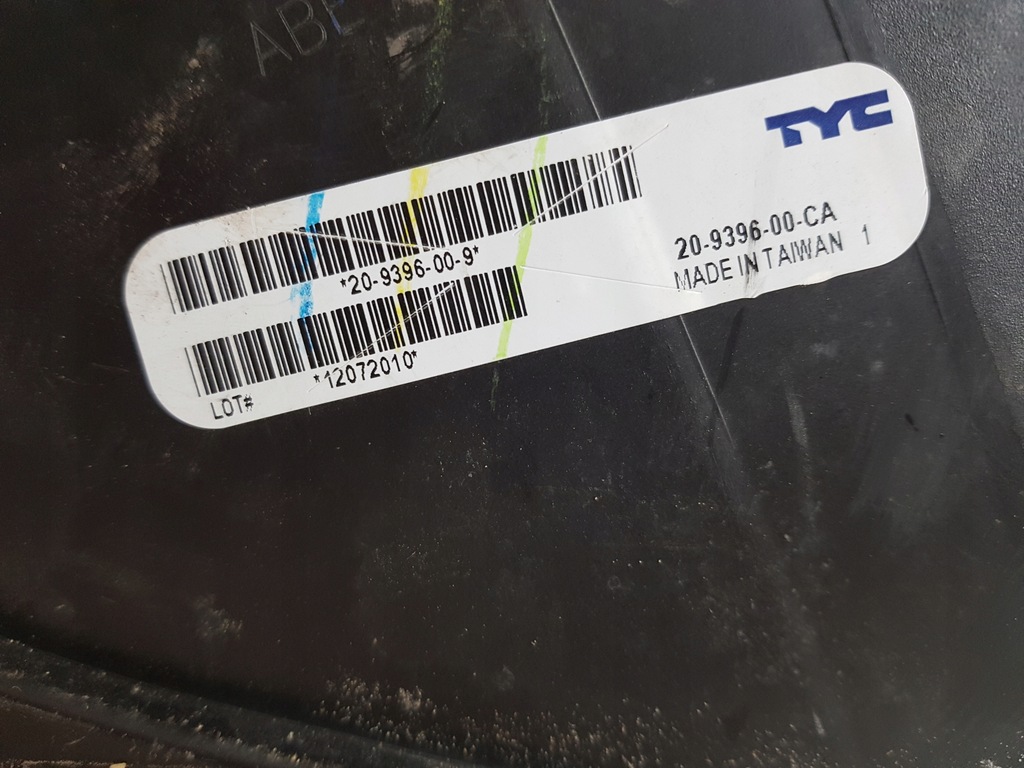 TYC
*20-9396-00-9*
20-9396-00-CA
MADE IN TAIWAN 1
*12072010*
LOT#